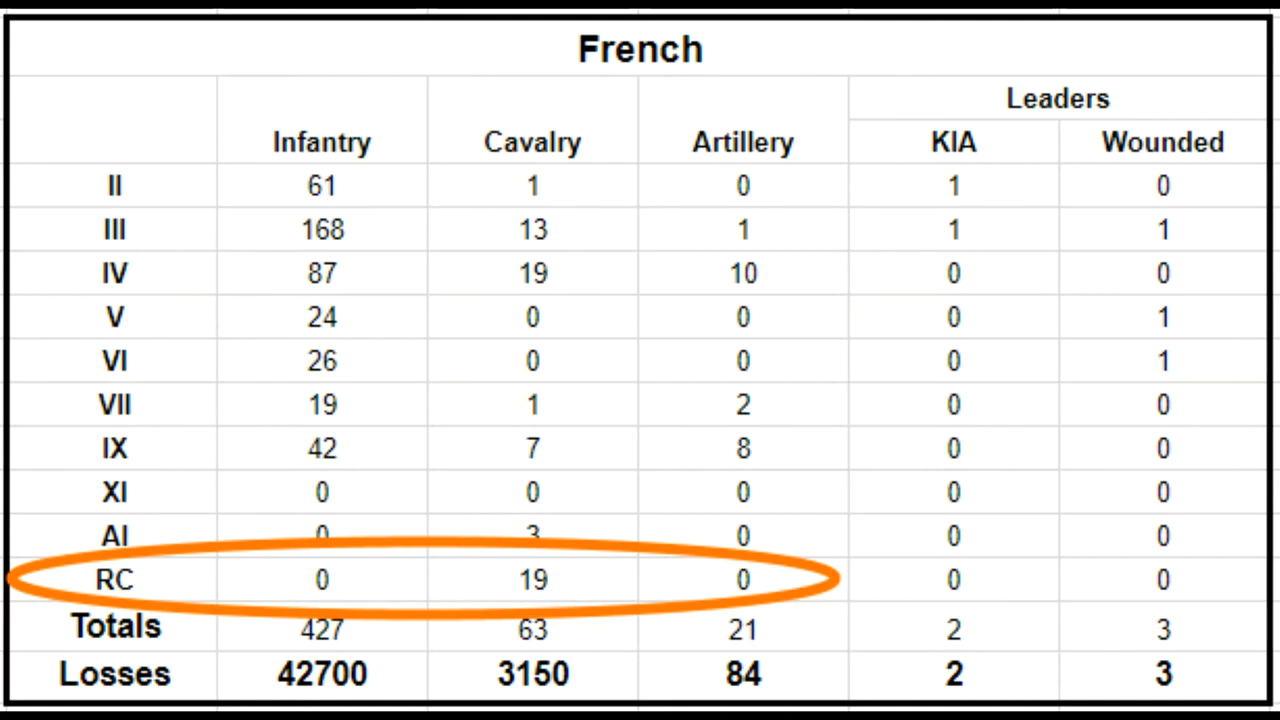 French
Leaders
Infantry Cavalry Artillery KIA Wounded
II 61 1 0 1 0
III 168 13 1 1 1
IV 87 19 10 0 0
V 24 0 0 0 1
VI 26 0 0 0 1
VII 19 1 2 0 0
IX 42 7 8 0 0
XI 0 0 0 0 0
AI 0 3 0 0 0
RC 0 19 0 0 0
Totals 427 63 21 2 3
Losses 42700 3150 84 2 3